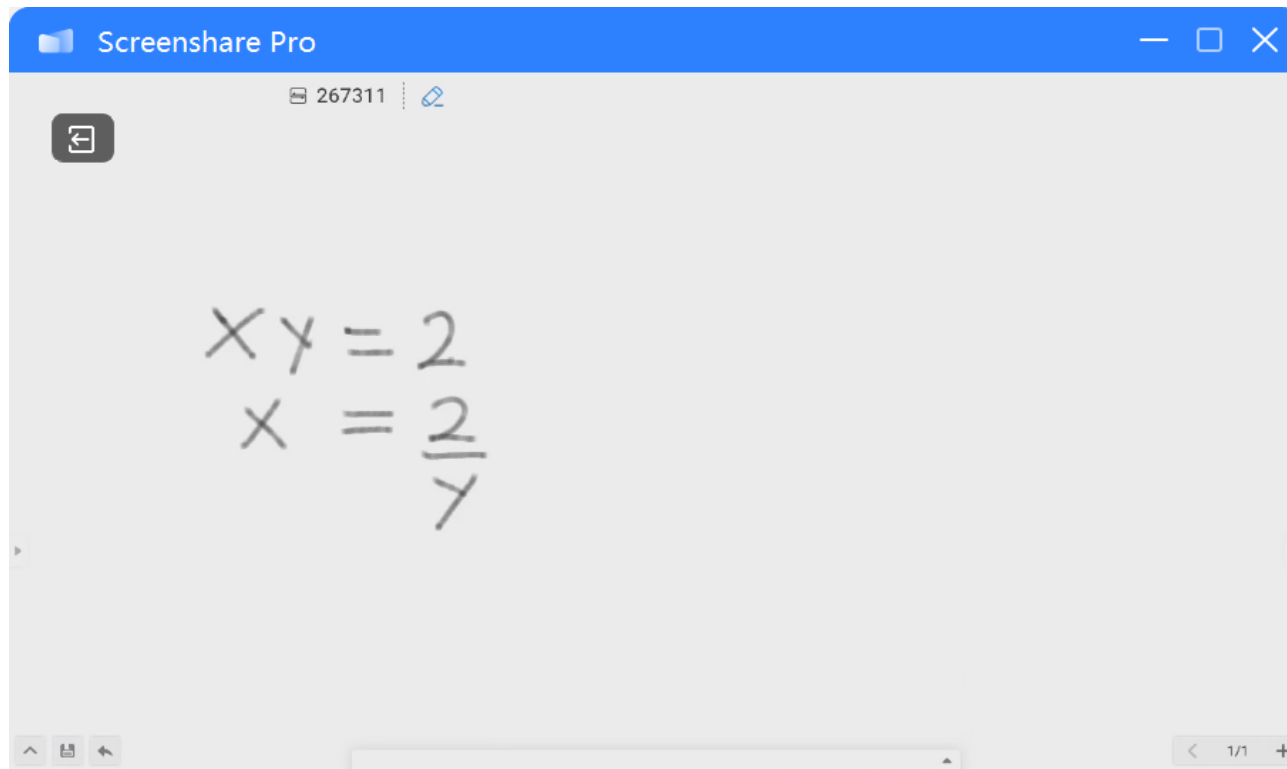 Screenshare Pro
267311
xy = 2
x = 2/y
1/1